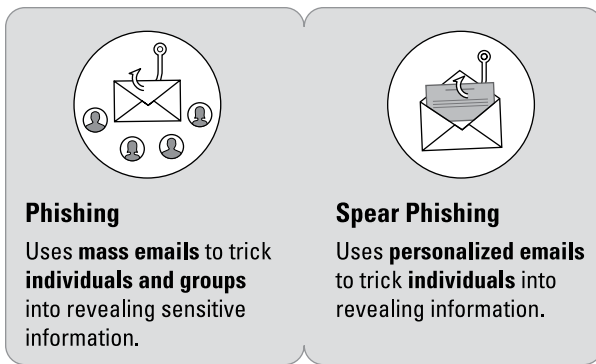 Phishing
Uses mass emails to trick
individuals and groups
into revealing sensitive
information.
Spear Phishing
Uses personalized emails
to trick individuals into
revealing information.